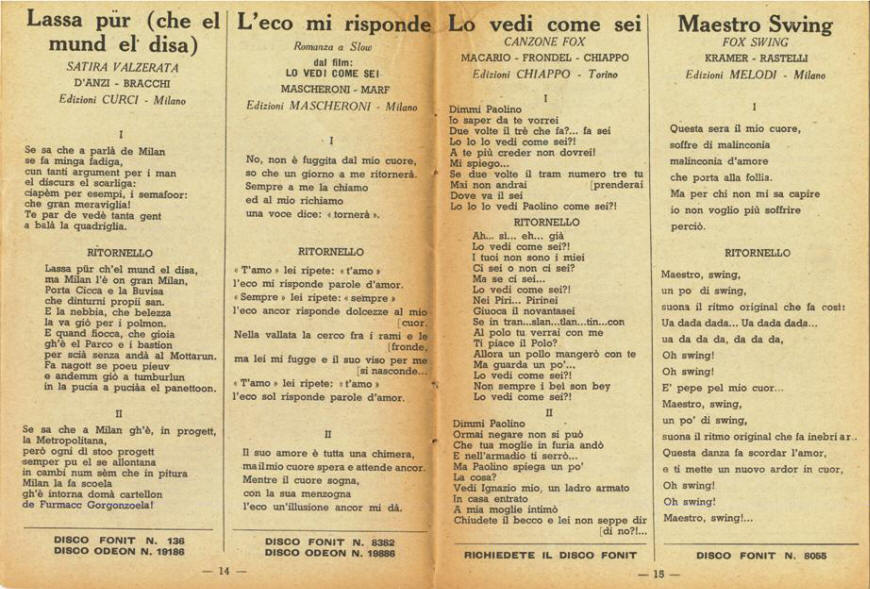 Lassa pür (che el
mund el disa)
SATIRA VALZERATA
D'ANZI - BRACCHI
Edizioni CURCI - Milano
I
Se sa che a parlà de Milan
se fa minga fadiga,
cun tanti argument per i man
el discurs el scarliga:
ciapèm per esempi, i semafoor:
che gran meraviglia!
Te par de vedè tanta gent
a balà la quadriglia.
RITORNELLO
Lassa pür ch'el mund el disa,
ma Milan l'è on gran Milan,
Porta Cicca e la Buvisa
che dinturni propii san.
E la nebbia, che belezza
la va giò per i polmon.
E quand fiocca, che gioia
gh'è el Parco e i bastion
per scià senza andà al Mottarun.
Fa nagott se poeu pieuv
e andemm giò a tumburlun
in la pucia a pucià a el panettoon.
II
Se sa che a Milan gh'è, in progett,
la Metropolitana,
però ogni dì stoo progett
semper pu el se allontana
in cambi num sèm che in pitura
Milan la fa scoela
gh'è intorna domà cartellon
de Furmacc Gorgonzoela!
DISCO FONIT N. 136
DISCO ODEON N. 19186
L'eco mi risponde
Romanza a Slow
dal film:
LO VEDI COME SEI
MASCHERONI - MARF
Edizioni MASCHERONI - Milano
I
No, non è fuggita dal mio cuore,
so che un giorno a me ritornerà.
Sempre a me la chiamo
ed al mio richiamo
una voce dice: « tornerà ».
RITORNELLO
« T'amo » lei ripete: « t'amo »
l'eco mi risponde parole d'amor.
« Sempre » lei ripete: « sempre »
l'eco ancor risponde dolcezze al mio
[cuor.
Nella vallata la cerco fra i rami e le
[fronde,
ma lei mi fugge e il suo viso per me
[si nasconde...
« T'amo » lei ripete: « t'amo »
l'eco sol risponde parole d'amor.
II
Il suo amore è tutta una chimera,
ma il mio cuore spera e attende ancor.
Mentre il cuore sogna,
con la sua menzogna
l'eco un'illusione ancor mi dà.
DISCO FONIT N. 8382
DISCO ODEON N. 19886
— 14 —
Lo vedi come sei
CANZONE FOX
MACARIO - FRONDEL - CHIAPPO
Edizioni CHIAPPO - Torino
I
Dimmi Paolino
Io saper da te vorrei
Due volte il trè che fa?... fa sei
Lo lo lo vedi come sei?!
A te più creder non dovrei!
Mi spiego...
Se due volte il tram numero tre tu
Mai non andrai [prenderai
Dove va il sei
Lo lo lo vedi Paolino come sei?!
RITORNELLO
Ah... sì... eh... già
Lo vedi come sei?!
I tuoi non sono i miei
Ci sei o non ci sei?
Ma se ci sei...
Lo vedi come sei?!
Nei Piri... Pirinei
Giuoca il novantasei
Se in tran...slan...tlan...tin...con
Al polo tu verrai con me
Ti piace il Polo?
Allora un pollo mangerò con te
Ma guarda un po'...
Lo vedi come sei?!
Non sempre i bei son bey
Lo vedi come sei?!
II
Dimmi Paolino
Ormai negare non si può
Che tua moglie in furia andò
E nell'armadio ti serrò...
Ma Paolino spiega un po'
La cosa?
Vedi Ignazio mio, un ladro armato
In casa entrato
A mia moglie intimò
Chiudete il becco e lei non seppe dir
[di no?!...
RICHIEDETE IL DISCO FONIT
Maestro Swing
FOX SWING
KRAMER - RASTELLI
Edizioni MELODI - Milano
I
Questa sera il mio cuore,
soffre di malinconia
malinconia d'amore
che porta alla follia.
Ma per chi non mi sa capire
io non voglio più soffrire
perciò.
RITORNELLO
Maestro, swing,
un po' di swing,
suona il ritmo original che fa così:
Ua dada dada... Ua dada dada...
ua da da da, da da da,
Oh swing!
Oh swing!
E' pepe pel mio cuor...
Maestro, swing,
un po' di swing,
suona il ritmo original che fa inebriar..
Questa danza fa scordar l'amor,
e ti mette un nuovo ardor in cuor,
Oh swing!
Oh swing!
Maestro, swing!...
DISCO FONIT N. 8055
— 15 —